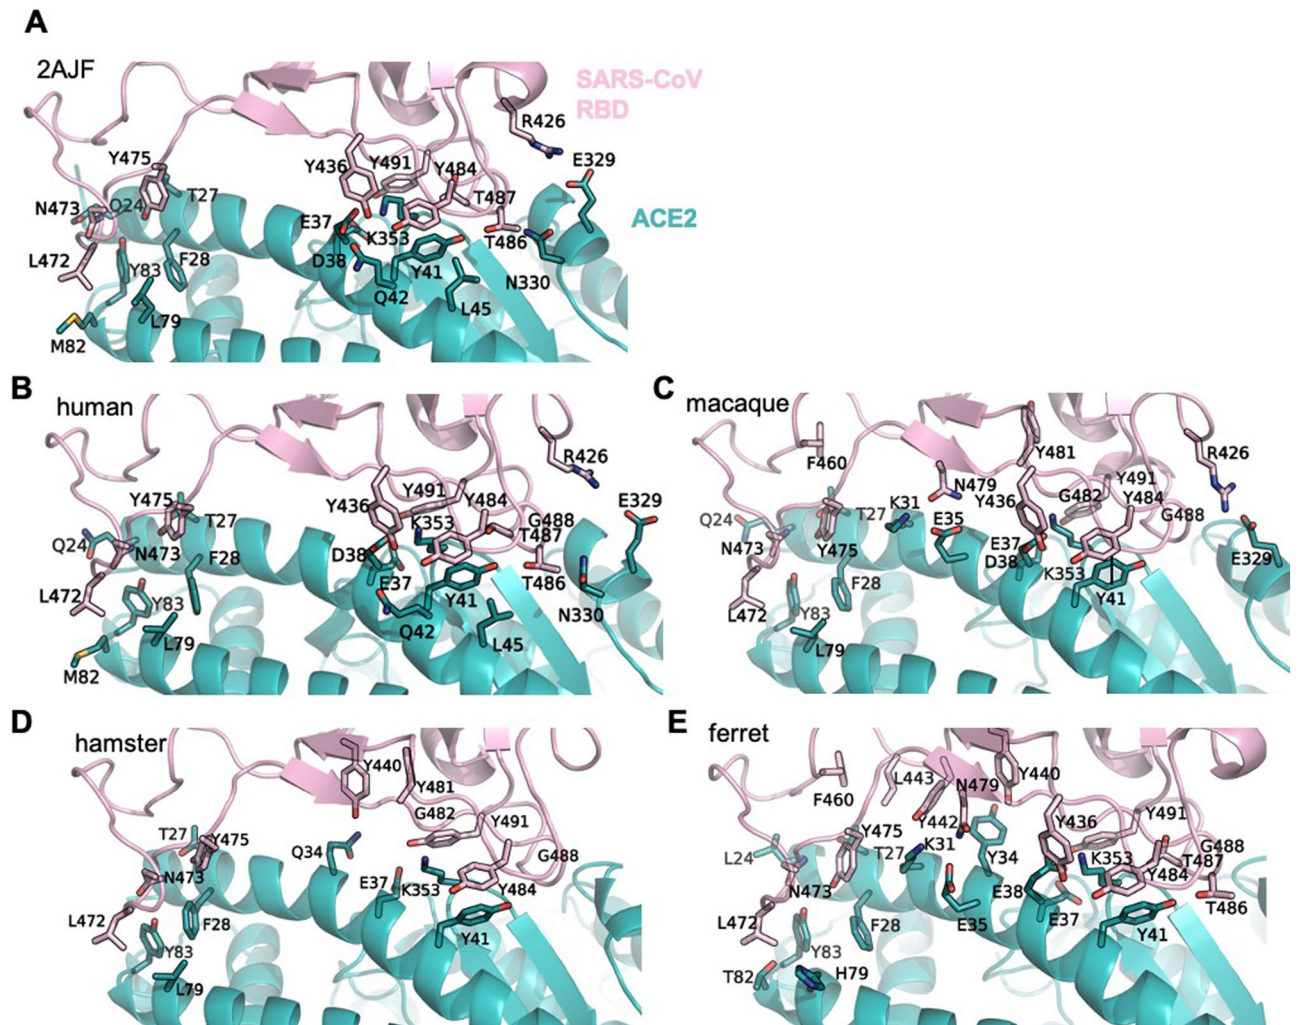 A
2AJF
SARS-CoV
RBD
R426
E329
Y475
Y436
Y491
Y484
T487
T27
N473
Q24
ACE2
E37
K353
T486
L472
D38
Y83
F28
Y41
N330
Q42
L45
L79
M82
B
human
R426
E329
Y475
Y436
Y491
Y484
T27
K353
G488
T487
Q24
N473
F28
D38
E37
T486
L472
Y83
Y41
N330
Q42
L79
L45
M82
C
macaque
F460
Y481
R426
N479
Y491
Y436
G482
Y484
Q24
T27
K31
G488
E35
N473
Y475
E37
D38
E329
K353
F28
Y41
L472
Y83
L79
D
hamster
Y440
Y481
G482
Y491
T27
Y475
Q34
G488
N473
E37
K353
Y484
L472
F28
Y41
Y83
L79
E
ferret
Y440
L443
N479
F460
Y491
Y442
Y436
Y475
K31
G488
L24
T27
Y34
K353
T487
Y484
N473
E38
T486
L472
F28
E35
E37
Y41
Y83
T82
H79